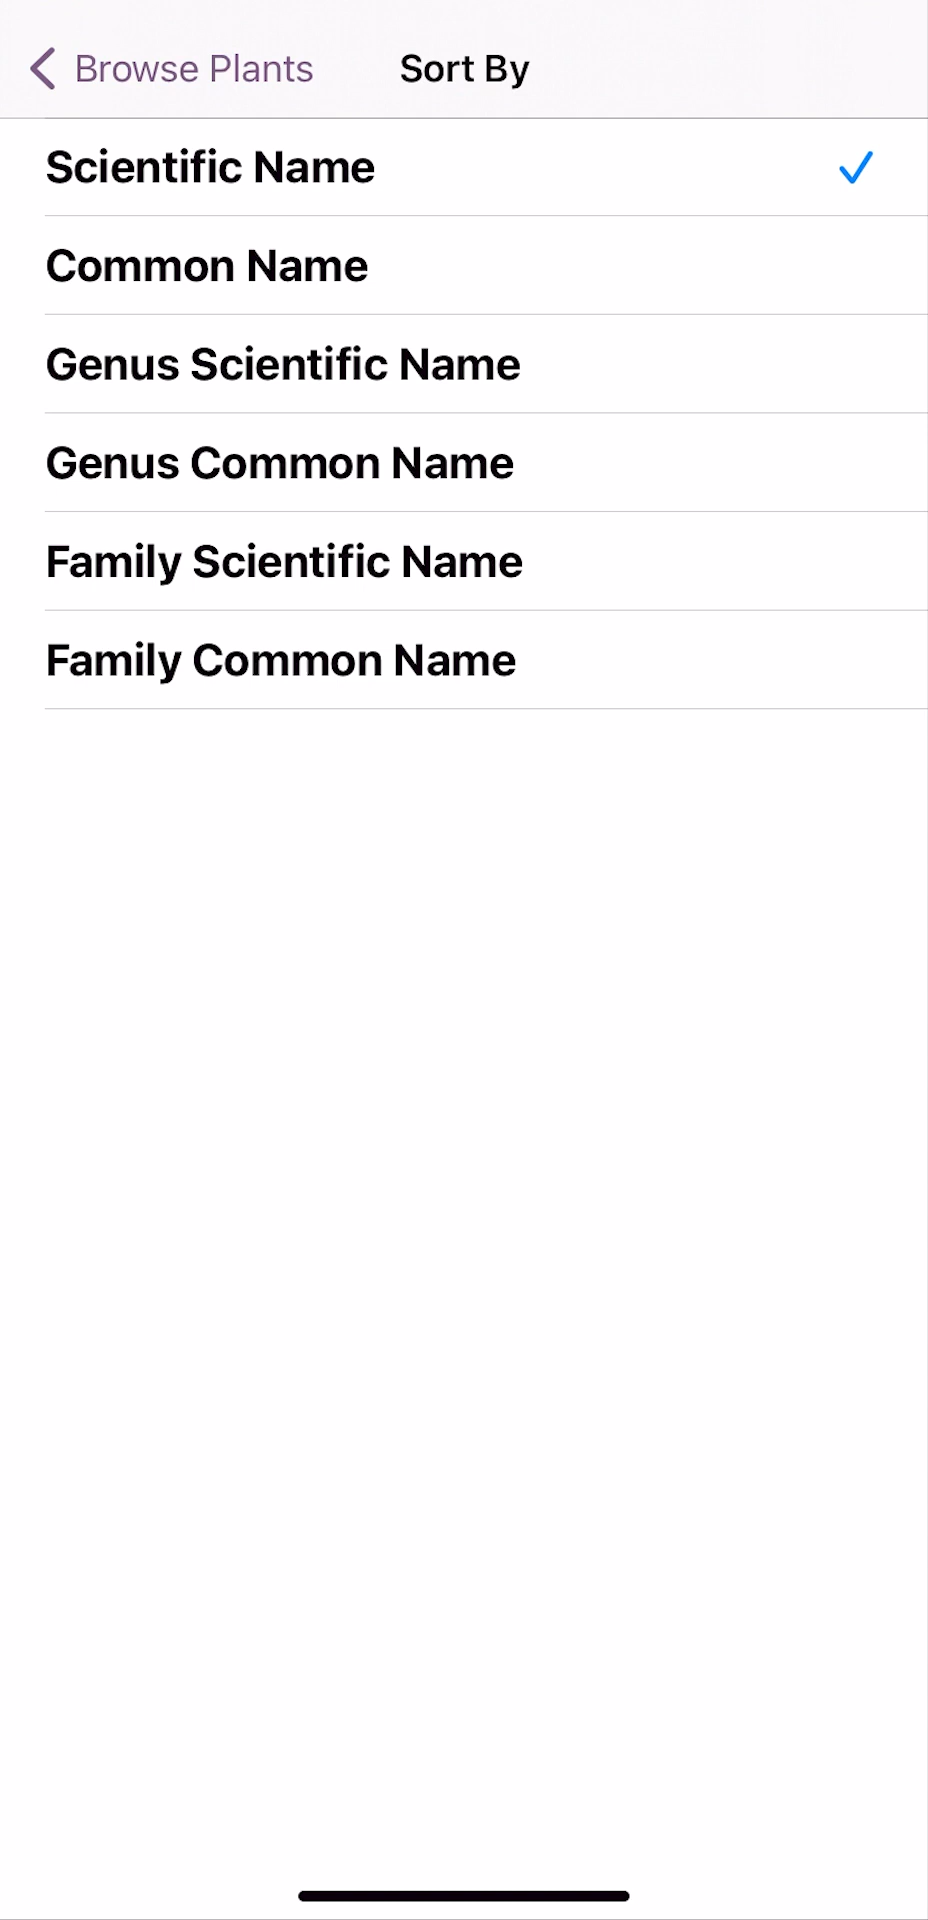 Browse Plants Sort By
Scientific Name
Common Name
Genus Scientific Name
Genus Common Name
Family Scientific Name
Family Common Name